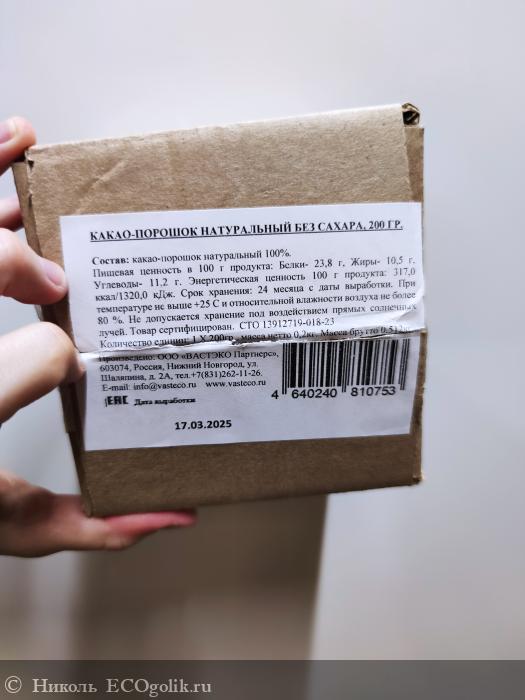 КАКАО-ПОРОШОК НАТУРАЛЬНЫЙ БЕЗ САХАРА, 200 ГР.
Состав: какао-порошок натуральный 100%.
Пищевая ценность в 100 г продукта: Белки- 23,8 г, Жиры- 10,5 г,
Углеводы- 11,2 г. Энергетическая ценность 100 г продукта: 317,0
ккал/1320,0 кДж. Срок хранения: 24 месяца с даты выработки. При
температуре не выше +25 С и относительной влажности воздуха не более
80 %. Не допускается хранение под воздействием прямых солнечных
лучей. Товар сертифицирован. СТО 13912719-018-23
Количество единиц: 1 X 200гр., масса нетто 0,2кг. Масса брутто
Произведено: ООО «ВАСТЭКО Партнерс»,
603074, Россия, Нижний Новгород, ул.
Шаляпина, д. 2А, тел.+7(831)262-11-26.
E-mail: info@vasteco.ru www.vasteco.ru
EAC Дата выработки
17.03.2025
4 640240 810753
© Николь ECOgolik.ru